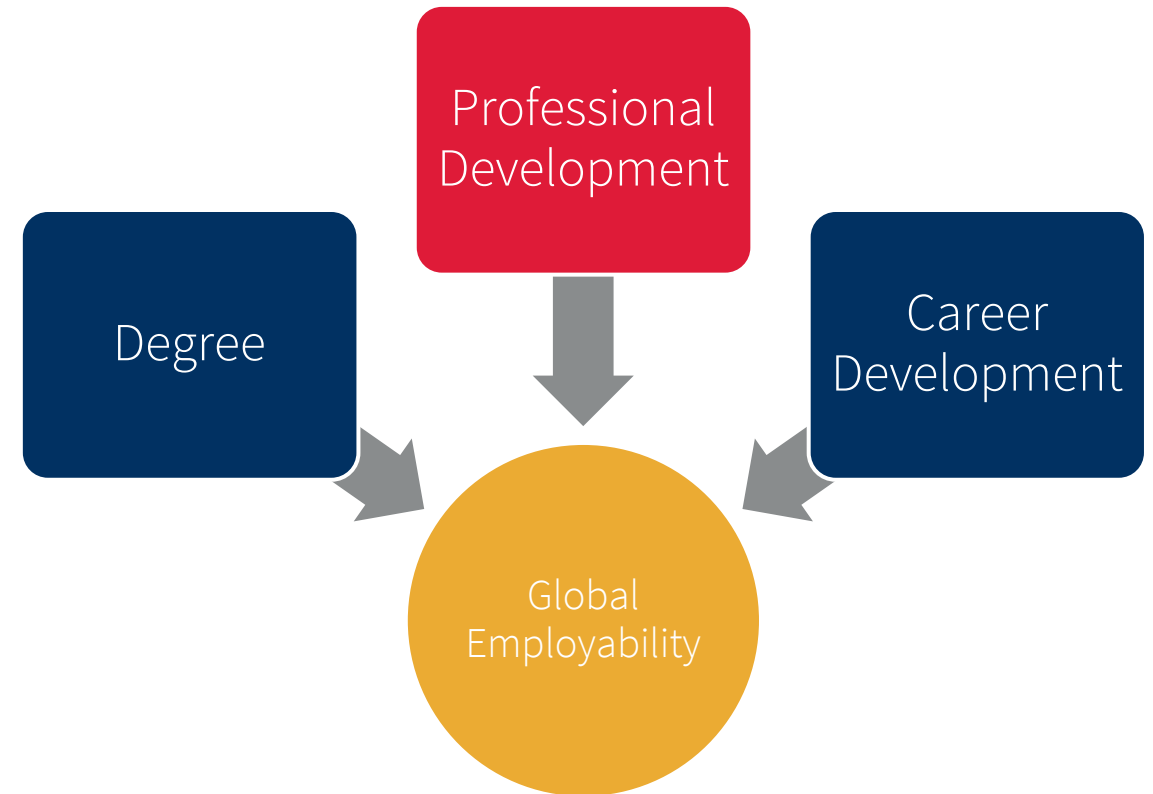 Professional
Development
Degree
Career
Development
Global
Employability